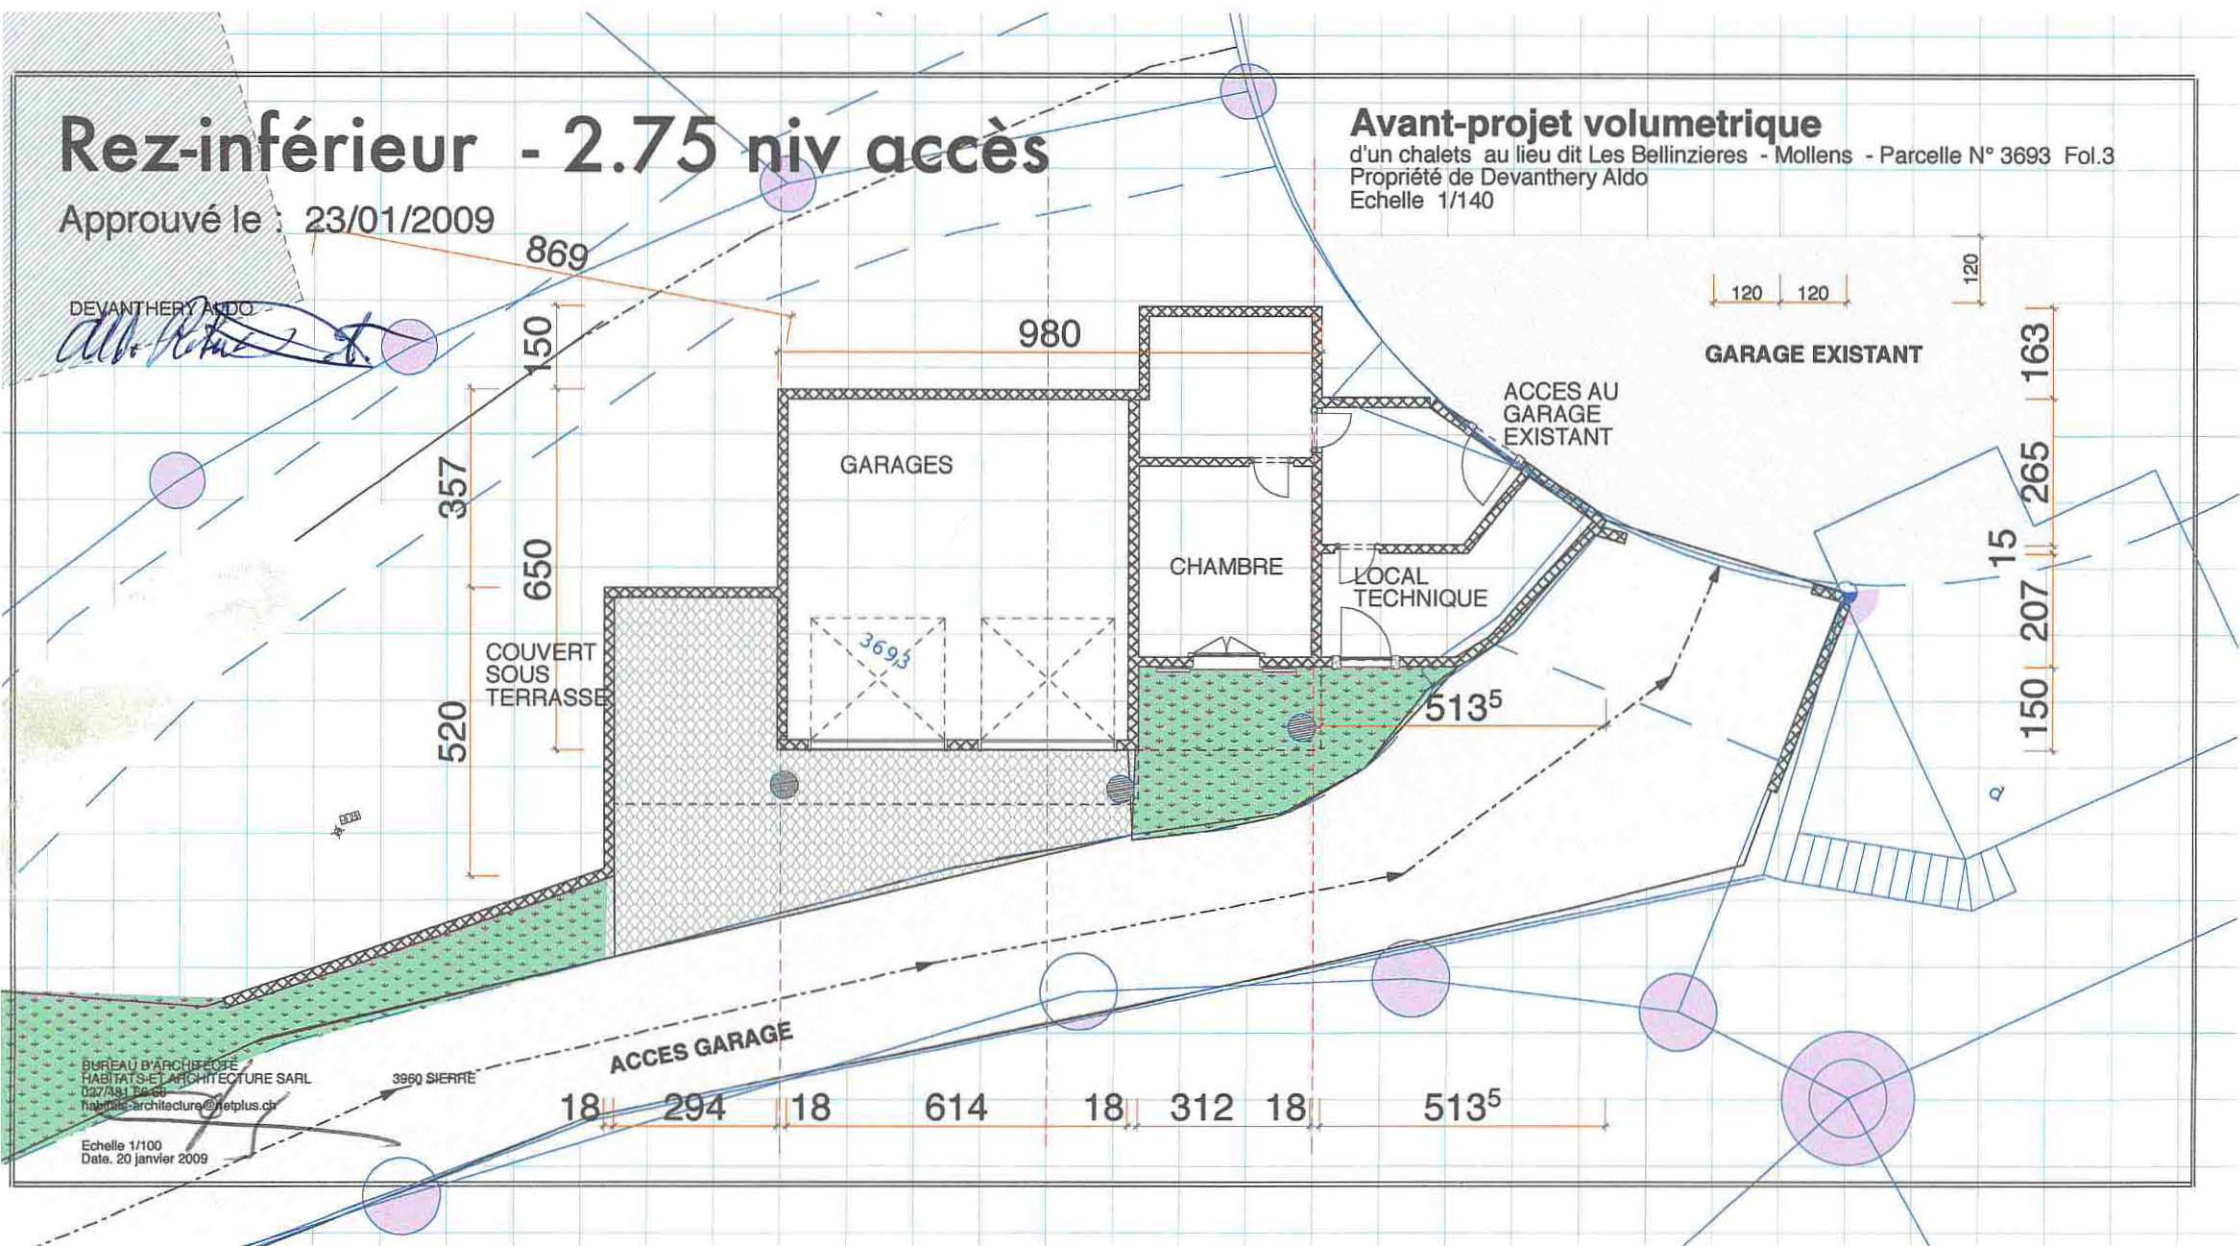 Rez-inférieur - 2.75 niv accès
Approuvé le : 23/01/2009
DEVANTHERY ALDO
Avant-projet volumetrique
d'un chalets au lieu dit Les Bellinzieres - Mollens - Parcelle N° 3693 Fol.3
Propriété de Devanthery Aldo
Echelle 1/140
869
150
980
120
120
120
163
GARAGE EXISTANT
ACCES AU
GARAGE
EXISTANT
357
650
GARAGES
265
15
CHAMBRE
LOCAL
TECHNIQUE
207
COUVERT
SOUS
TERRASSE
3693
520
513⁵
150
d
ACCES GARAGE
BUREAU D'ARCHITECTE
HABITATS-ET ARCHITECTURE SARL
3960 SIERRE
habitats-architecture@netplus.ch
18 294 18 614 18 312 18 513⁵
Echelle 1/100
Date. 20 janvier 2009